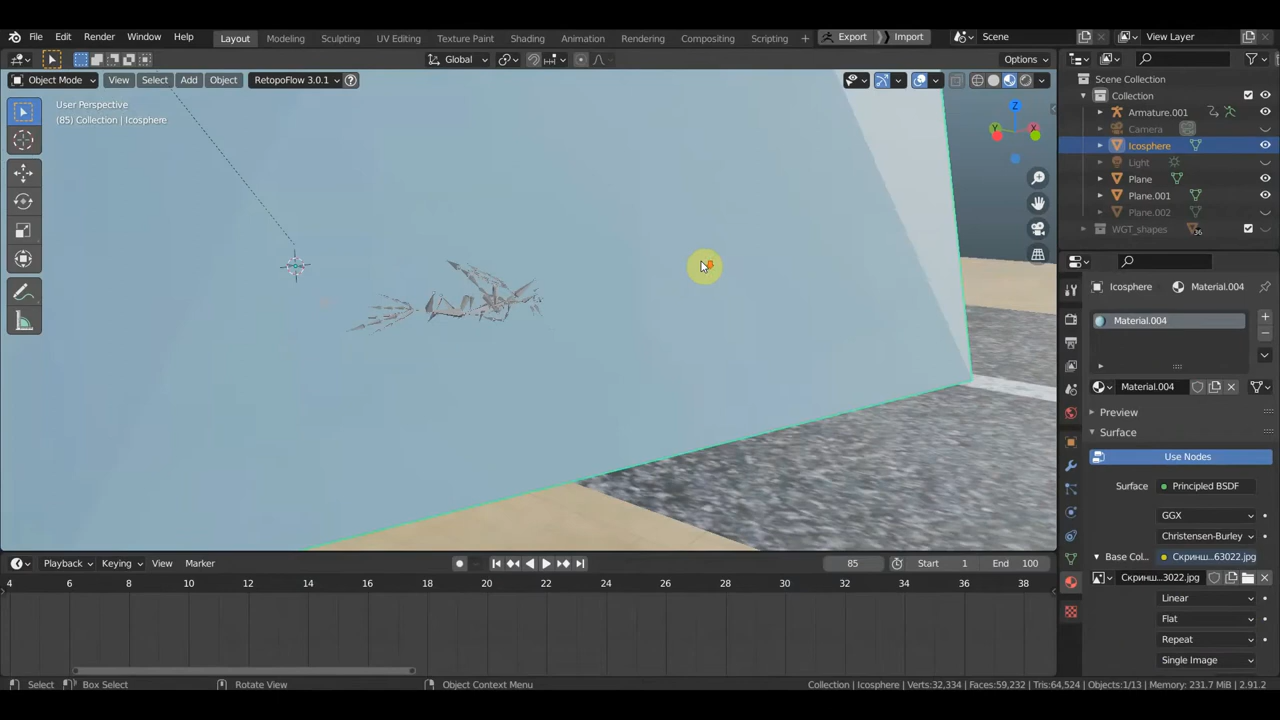 File Edit Render Window Help Layout Modeling Sculpting UV Editing Texture Paint Shading Animation Rendering Compositing Scripting + Export Import Scene View Layer
Global Options
Object Mode View Select Add Object RetopoFlow 3.0.1
User Perspective
(85) Collection | Icosphere
X
Y
Z
Scene Collection
Collection
Armature.001
Camera
Icosphere
Light
Plane
Plane.001
Plane.002
WGT_shapes 36
Icosphere Material.004
Material.004
Material.004
Preview
Surface
Use Nodes
Surface Principled BSDF
GGX
Christensen-Burley
Base Col... Скринш...63022.jpg
Скринш...3022.jpg
Linear
Flat
Repeat
Single Image
Playback Keying View Marker 85 Start 1 End 100
4 6 8 10 12 14 16 18 20 22 24 26 28 30 32 34 36 38
Select Box Select Rotate View Object Context Menu Collection | Icosphere | Verts:32,334 | Faces:59,232 | Tris:64,524 | Objects:1/13 | Memory: 231.7 MiB | 2.91.2